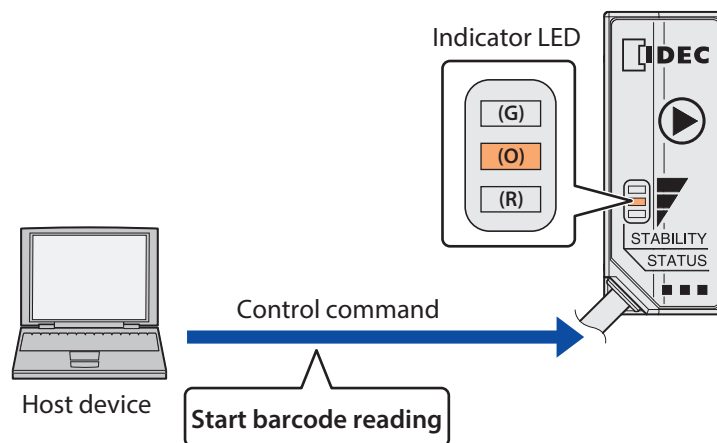 Indicator LED
IDEC
(G)
(O)
(R)
STABILITY
STATUS
Control command
Host device
Start barcode reading